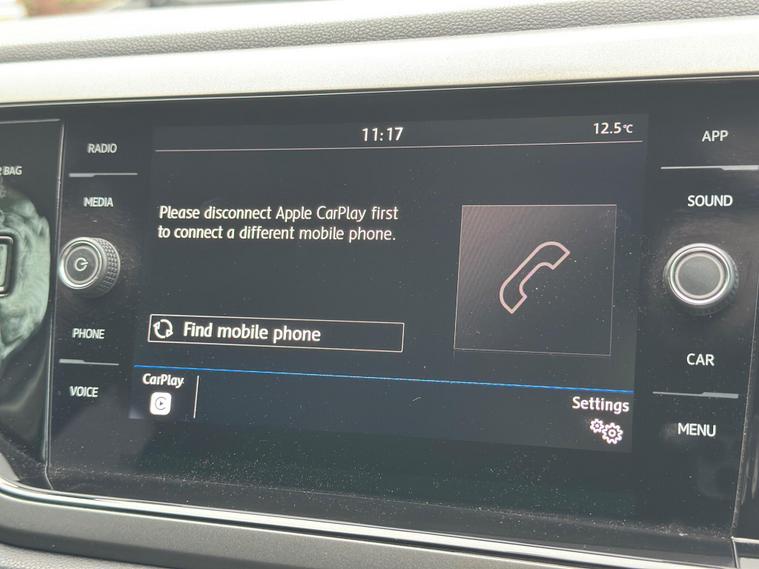 11:17
12.5°C
BAG
RADIO
MEDIA
PHONE
VOICE
Please disconnect Apple CarPlay first
to connect a different mobile phone.
Find mobile phone
CarPlay
Settings
APP
SOUND
CAR
MENU